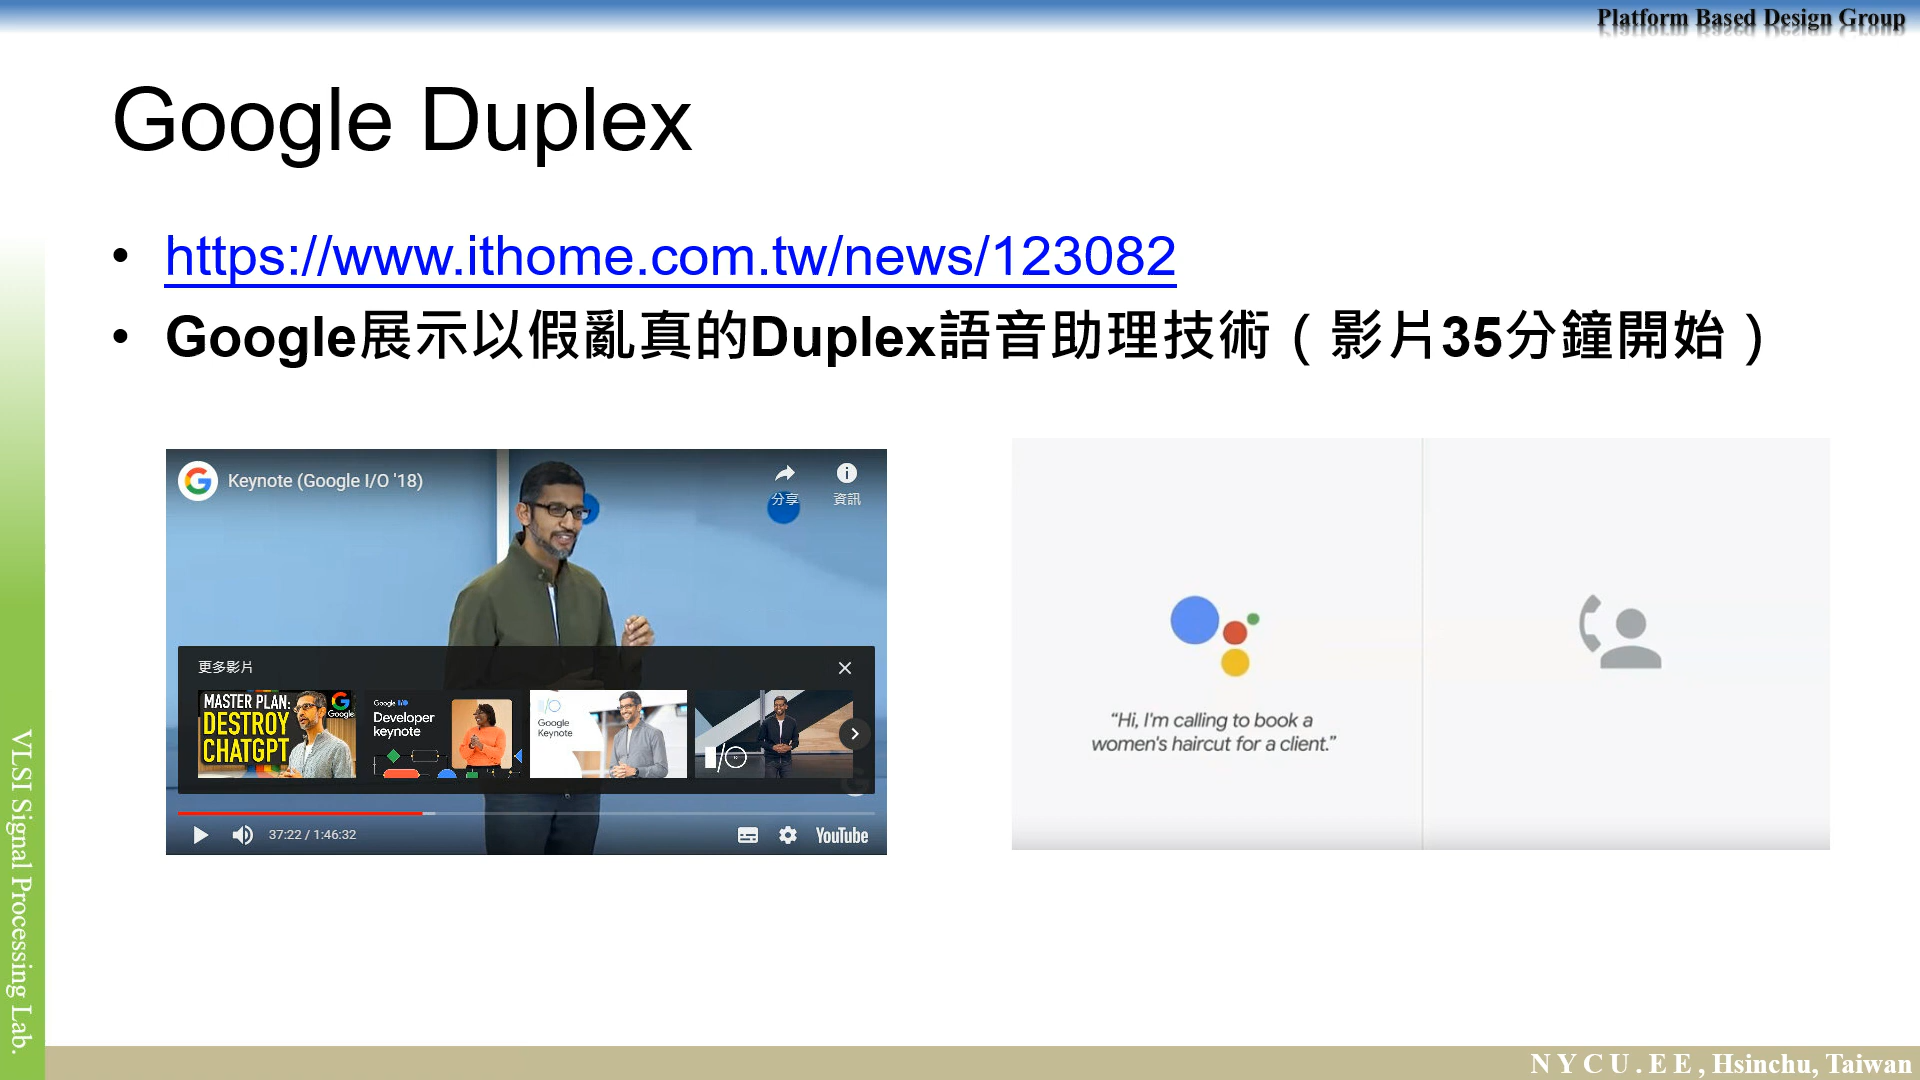 Platform Based Design Group
Google Duplex
• https://www.ithome.com.tw/news/123082
• Google展示以假亂真的Duplex語音助理技術（影片35分鐘開始）
Keynote (Google I/O '18)
分享
資訊
更多影片
MASTER PLAN:
DESTROY
CHATGPT
Google
Google I/O
Developer
keynote
I/O
Google
Keynote
I/O
37:22 / 1:46:32
YouTube
“Hi, I'm calling to book a
women's haircut for a client.”
VLSI Signal Processing Lab.
NYCU.EE, Hsinchu, Taiwan